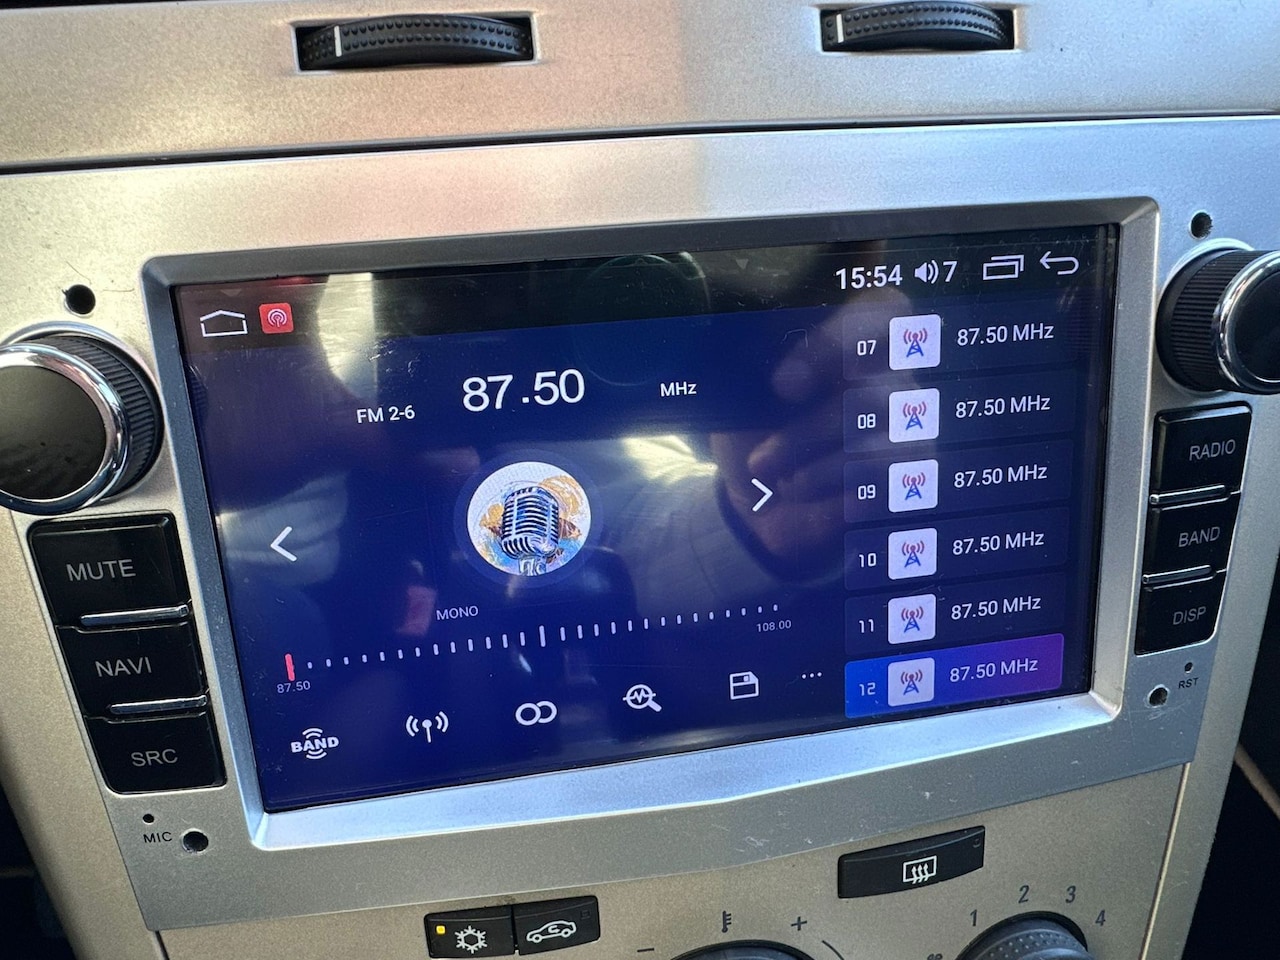 15:54 7
FM 2-6 87.50 MHz
MONO
87.50
108.00
BAND
07 87.50 MHz
08 87.50 MHz
09 87.50 MHz
10 87.50 MHz
11 87.50 MHz
12 87.50 MHz
MUTE
NAVI
SRC
MIC
RADIO
BAND
DISP
RST
- +
1 2 3 4